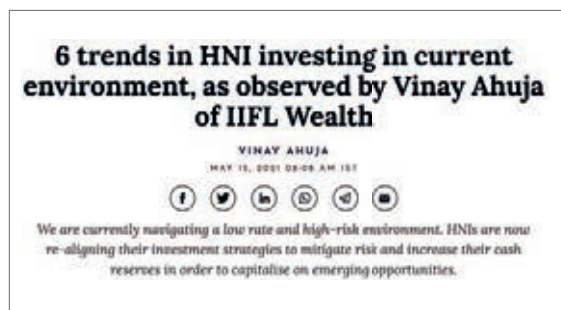 6 trends in HNI investing in current
environment, as observed by Vinay Ahuja
of IIFL Wealth
VINAY AHUJA
MAY 15, 2021 08:08 AM IST
We are currently navigating a low rate and high-risk environment. HNIs are now
re-aligning their investment strategies to mitigate risk and increase their cash
reserves in order to capitalise on emerging opportunities.